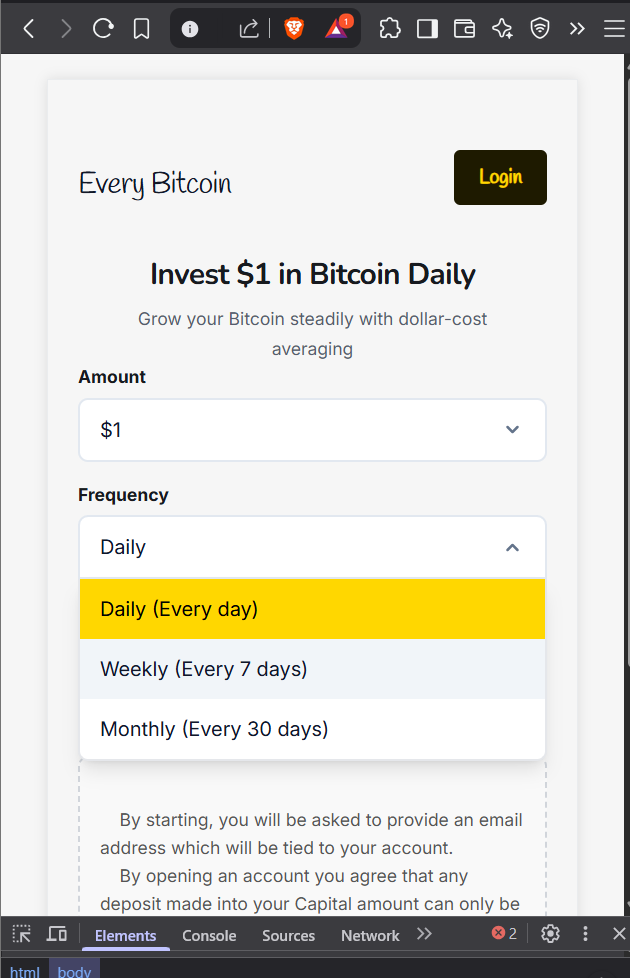 1
Every Bitcoin
Login
Invest $1 in Bitcoin Daily
Grow your Bitcoin steadily with dollar-cost
averaging
Amount
$1
Frequency
Daily
Daily (Every day)
Weekly (Every 7 days)
Monthly (Every 30 days)
By starting, you will be asked to provide an email
address which will be tied to your account.
By opening an account you agree that any
deposit made into your Capital amount can only be
Elements Console Sources Network 2
html body